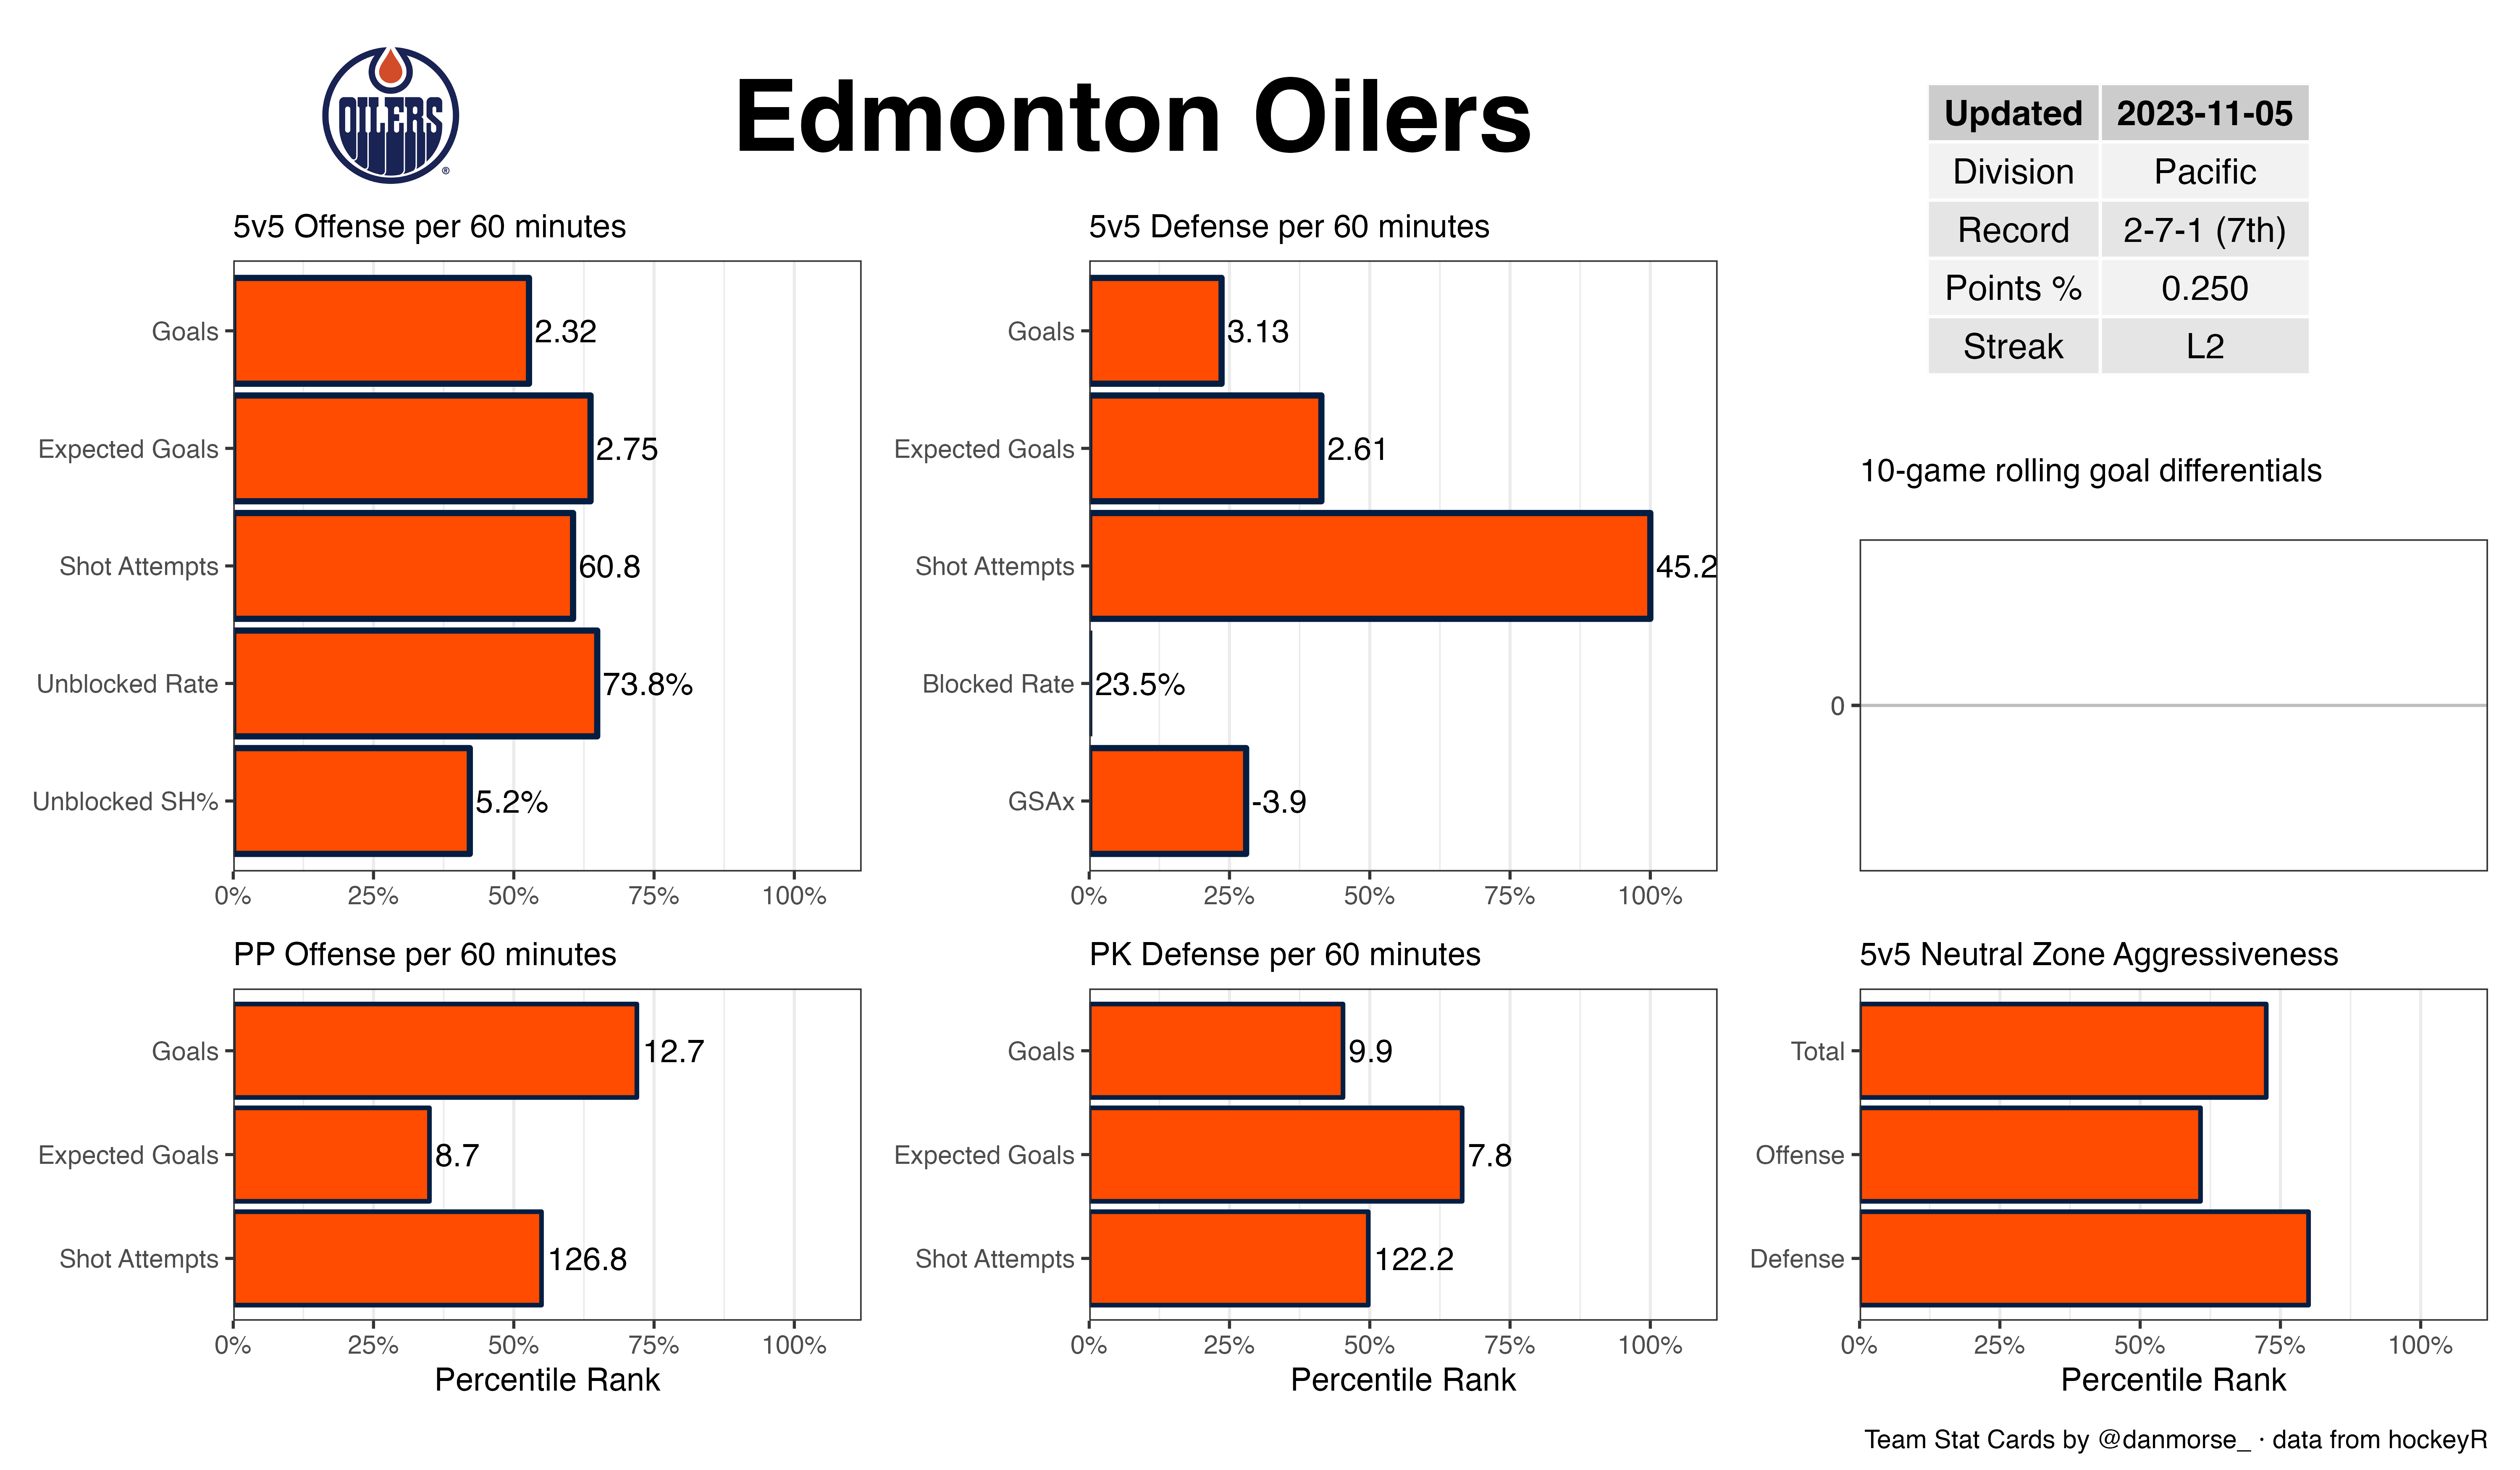 OILERS
®
Edmonton Oilers
Updated 2023-11-05
Division Pacific
Record 2-7-1 (7th)
Points % 0.250
Streak L2
5v5 Offense per 60 minutes
Goals 2.32
Expected Goals 2.75
Shot Attempts 60.8
Unblocked Rate 73.8%
Unblocked SH% 5.2%
0% 25% 50% 75% 100%
5v5 Defense per 60 minutes
Goals 3.13
Expected Goals 2.61
Shot Attempts 45.2
Blocked Rate 23.5%
GSAx -3.9
0% 25% 50% 75% 100%
10-game rolling goal differentials
0
PP Offense per 60 minutes
Goals 12.7
Expected Goals 8.7
Shot Attempts 126.8
0% 25% 50% 75% 100%
Percentile Rank
PK Defense per 60 minutes
Goals 9.9
Expected Goals 7.8
Shot Attempts 122.2
0% 25% 50% 75% 100%
Percentile Rank
5v5 Neutral Zone Aggressiveness
Total
Offense
Defense
0% 25% 50% 75% 100%
Percentile Rank
Team Stat Cards by @danmorse_ · data from hockeyR